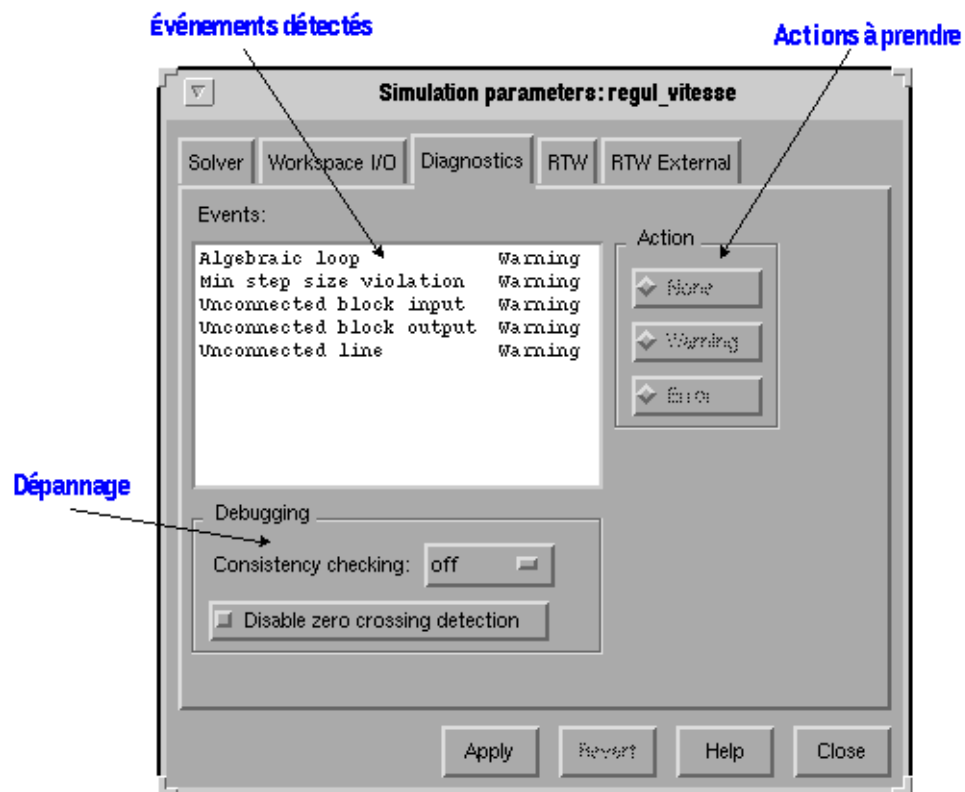 Événements détectés
Actions à prendre
Simulation parameters: regul_vitesse
Solver Workspace I/O Diagnostics RTW RTW External
Events:
Action
Algebraic loop Warning
Min step size violation Warning
Unconnected block input Warning
Unconnected block output Warning
Unconnected line Warning
None
Warning
Error
Dépannage
Debugging
Consistency checking: off
Disable zero crossing detection
Apply Revert Help Close